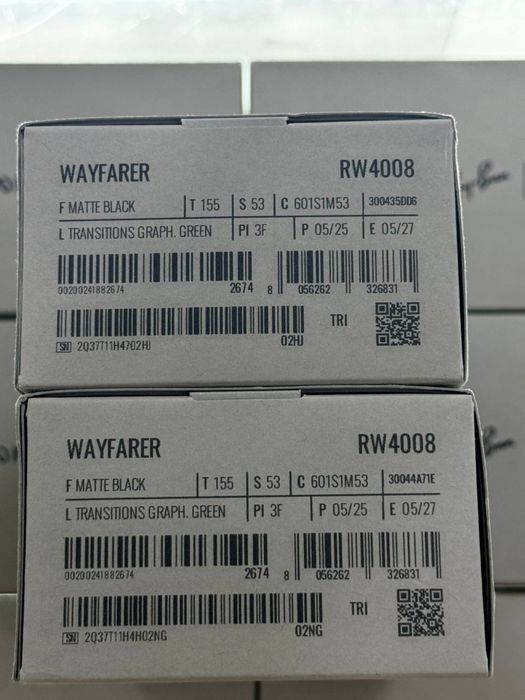 WAYFARER RW4008
F MATTE BLACK T 155 S 53 C 601S1M53 300435DD6
L TRANSITIONS GRAPH. GREEN PI 3F P 05/25 E 05/27
00200241882674 2674 8 056262 326831
TRI
SN 2Q37T11H4702HJ 02HJ
WAYFARER RW4008
F MATTE BLACK T 155 S 53 C 601S1M53 30044A71E
L TRANSITIONS GRAPH. GREEN PI 3F P 05/25 E 05/27
00200241882674 2674 8 056262 326831
TRI
SN 2Q37T11H4H02NG 02NG